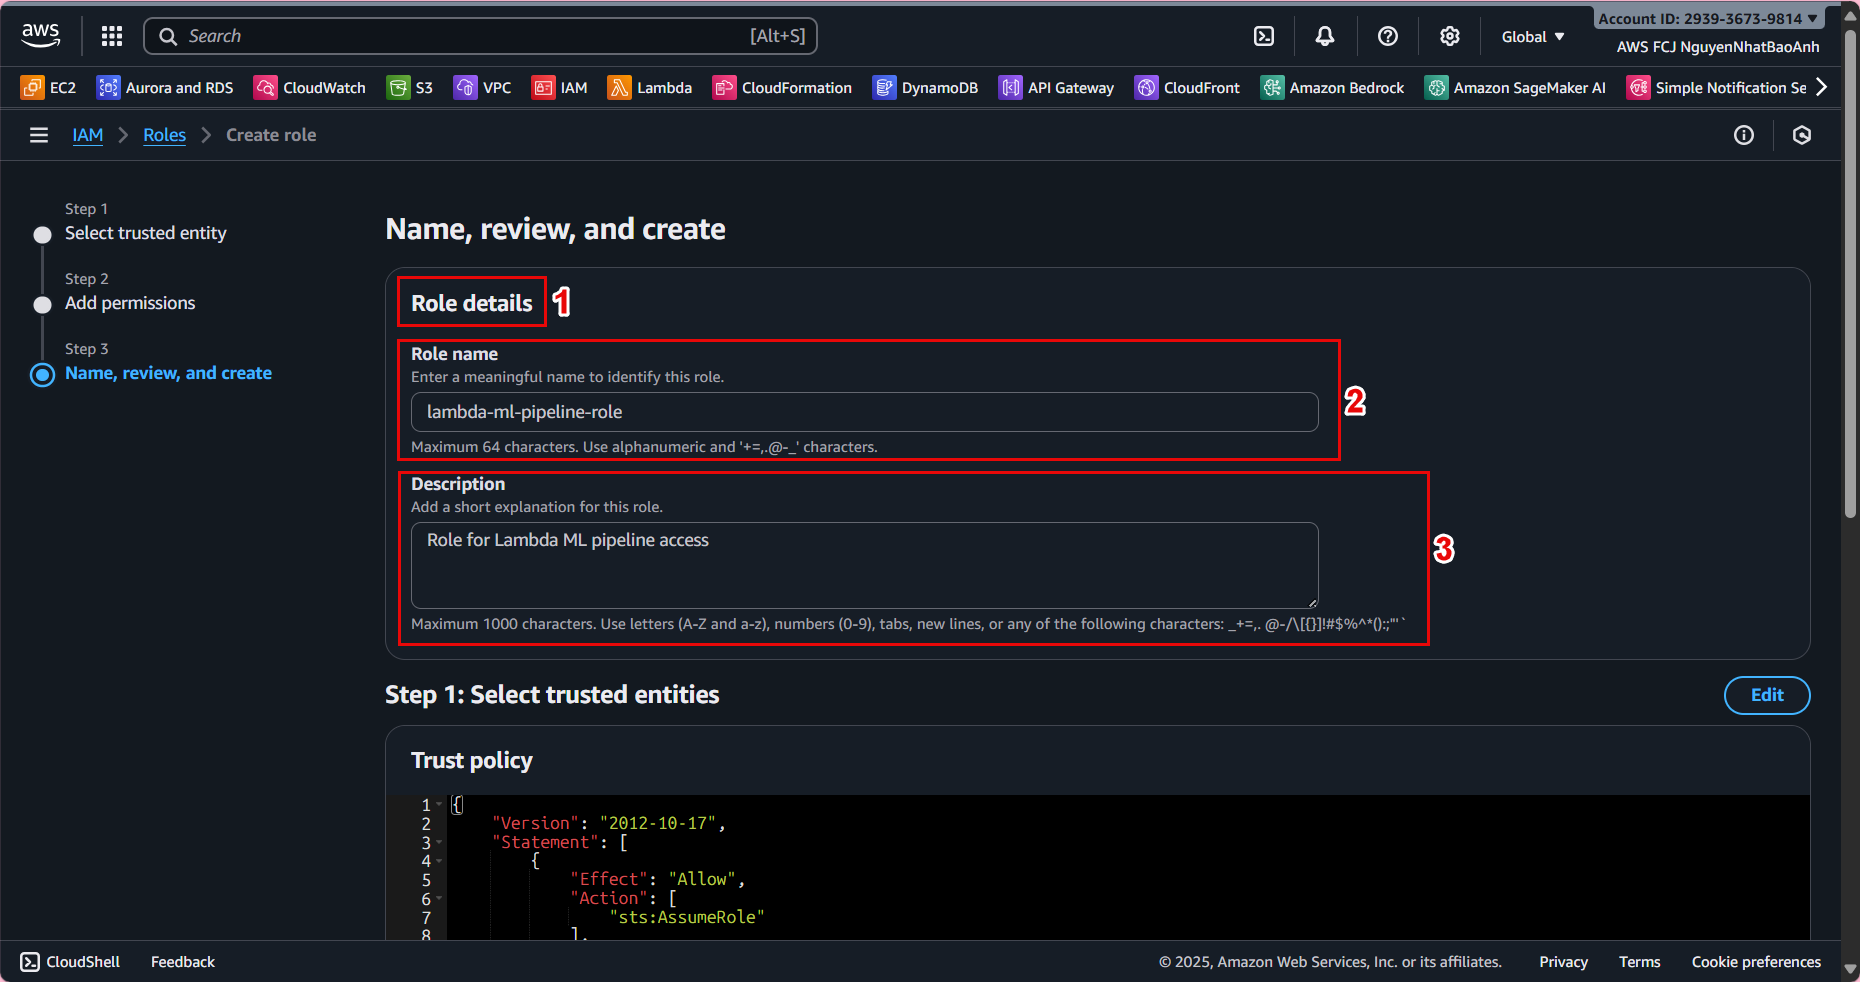 aws
Search
[Alt+S]
Global ▼
Account ID: 2939-3673-9814 ▼
AWS FCJ NguyenNhatBaoAnh
EC2
Aurora and RDS
CloudWatch
S3
VPC
IAM
Lambda
CloudFormation
DynamoDB
API Gateway
CloudFront
Amazon Bedrock
Amazon SageMaker AI
Simple Notification Se
IAM
Roles
Create role
Step 1
Select trusted entity
Step 2
Add permissions
Step 3
Name, review, and create
Name, review, and create
Role details
1
Role name
Enter a meaningful name to identify this role.
lambda-ml-pipeline-role
Maximum 64 characters. Use alphanumeric and '+=,.@-_' characters.
2
Description
Add a short explanation for this role.
Role for Lambda ML pipeline access
Maximum 1000 characters. Use letters (A-Z and a-z), numbers (0-9), tabs, new lines, or any of the following characters: _+=,. @-/\[{}]!#$%^*();:"'`
3
Step 1: Select trusted entities
Edit
Trust policy
1 {
2 "Version": "2012-10-17",
3 "Statement": [
4 {
5 "Effect": "Allow",
6 "Action": [
7 "sts:AssumeRole"
8 ],
CloudShell
Feedback
© 2025, Amazon Web Services, Inc. or its affiliates.
Privacy
Terms
Cookie preferences